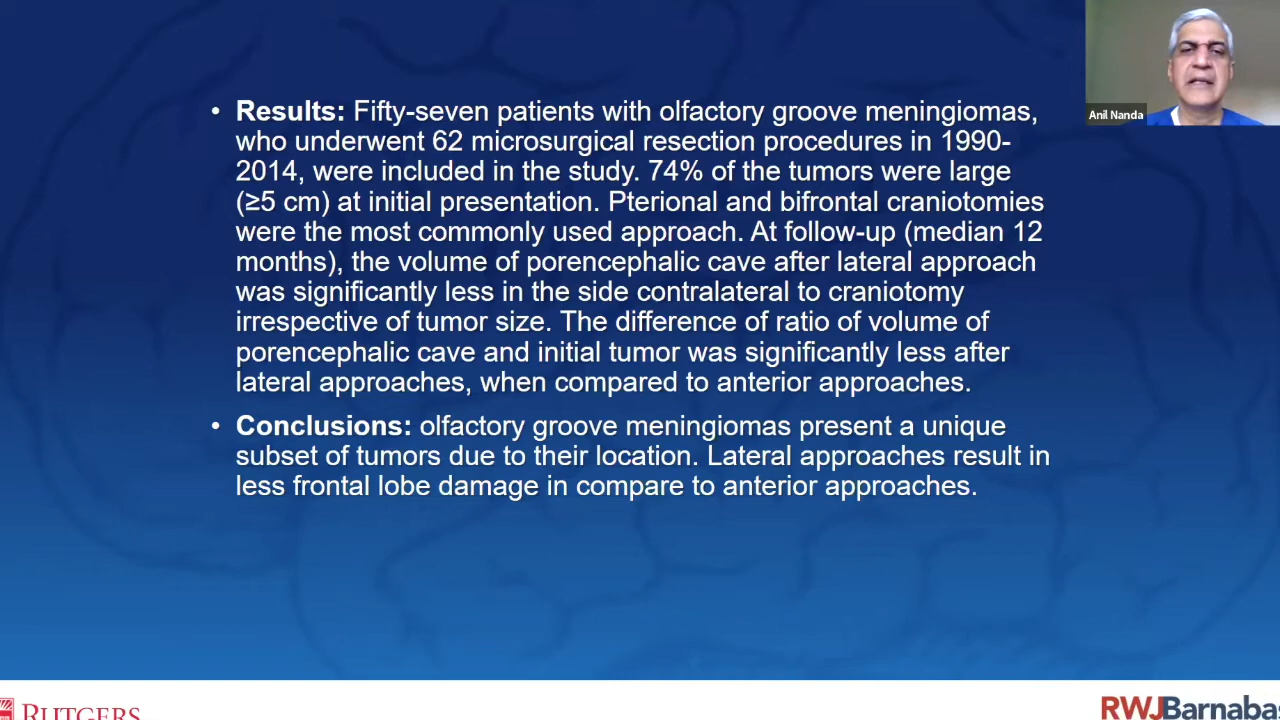 Anil Nanda
• Results: Fifty-seven patients with olfactory groove meningiomas,
who underwent 62 microsurgical resection procedures in 1990-
2014, were included in the study. 74% of the tumors were large
(≥5 cm) at initial presentation. Pterional and bifrontal craniotomies
were the most commonly used approach. At follow-up (median 12
months), the volume of porencephalic cave after lateral approach
was significantly less in the side contralateral to craniotomy
irrespective of tumor size. The difference of ratio of volume of
porencephalic cave and initial tumor was significantly less after
lateral approaches, when compared to anterior approaches.
• Conclusions: olfactory groove meningiomas present a unique
subset of tumors due to their location. Lateral approaches result in
less frontal lobe damage in compare to anterior approaches.
RUTGERS
RWJBarnabas